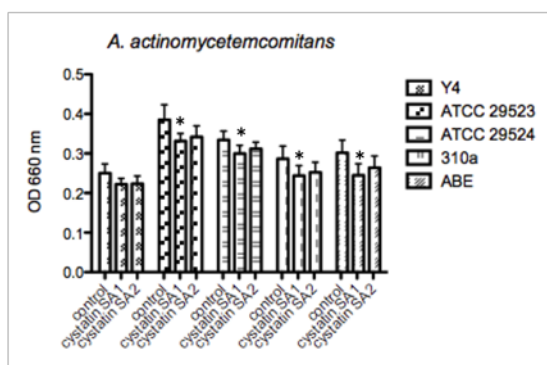 A. actinomycetemcomitans
OD 660 nm
0.5
0.4
0.3
0.2
0.1
0.0
*
*
*
*
control
cystatin SA1
cystatin SA2
control
cystatin SA1
cystatin SA2
control
cystatin SA1
cystatin SA2
control
cystatin SA1
cystatin SA2
control
cystatin SA1
cystatin SA2
Y4
ATCC 29523
ATCC 29524
310a
ABE